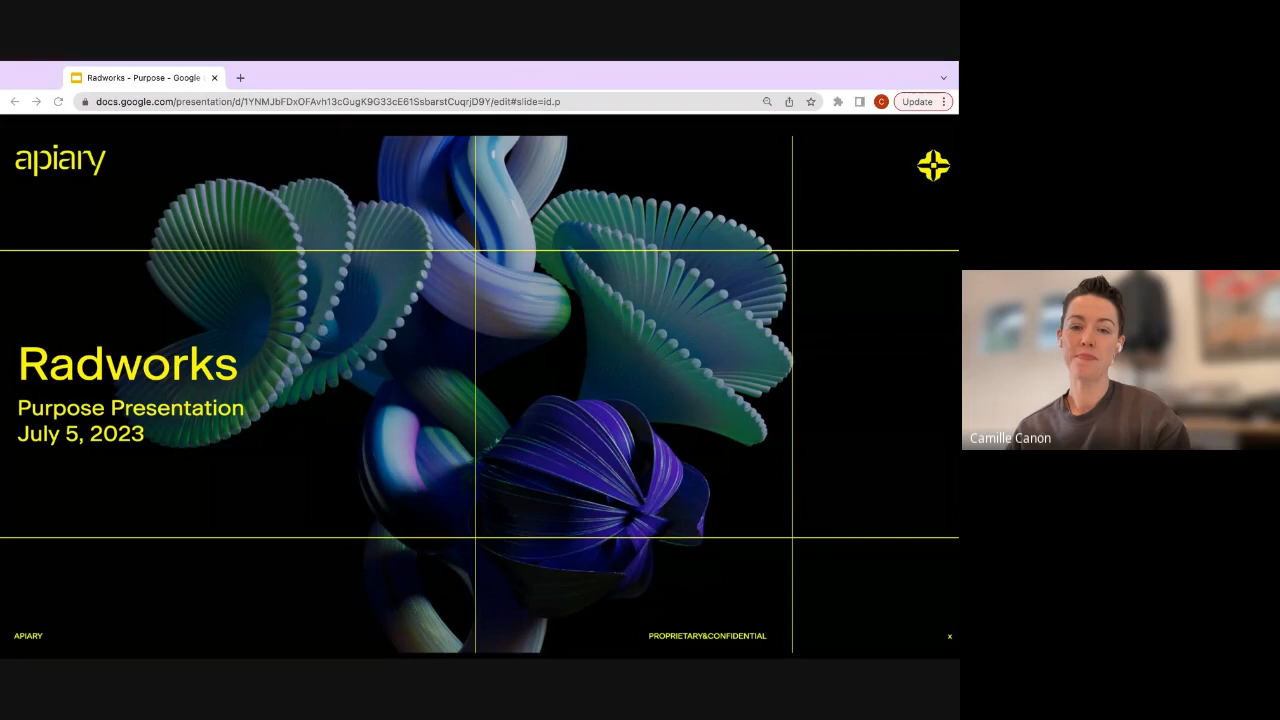 Radworks - Purpose - Google
docs.google.com/presentation/d/1YNMJbFDxOFAvh13cGugK9G33cE61SsbarstCuqrjD9Y/edit#slide=id.p
C
Update
apiary
Radworks
Purpose Presentation
July 5, 2023
Camille Canon
APIARY
PROPRIETARY&CONFIDENTIAL
x